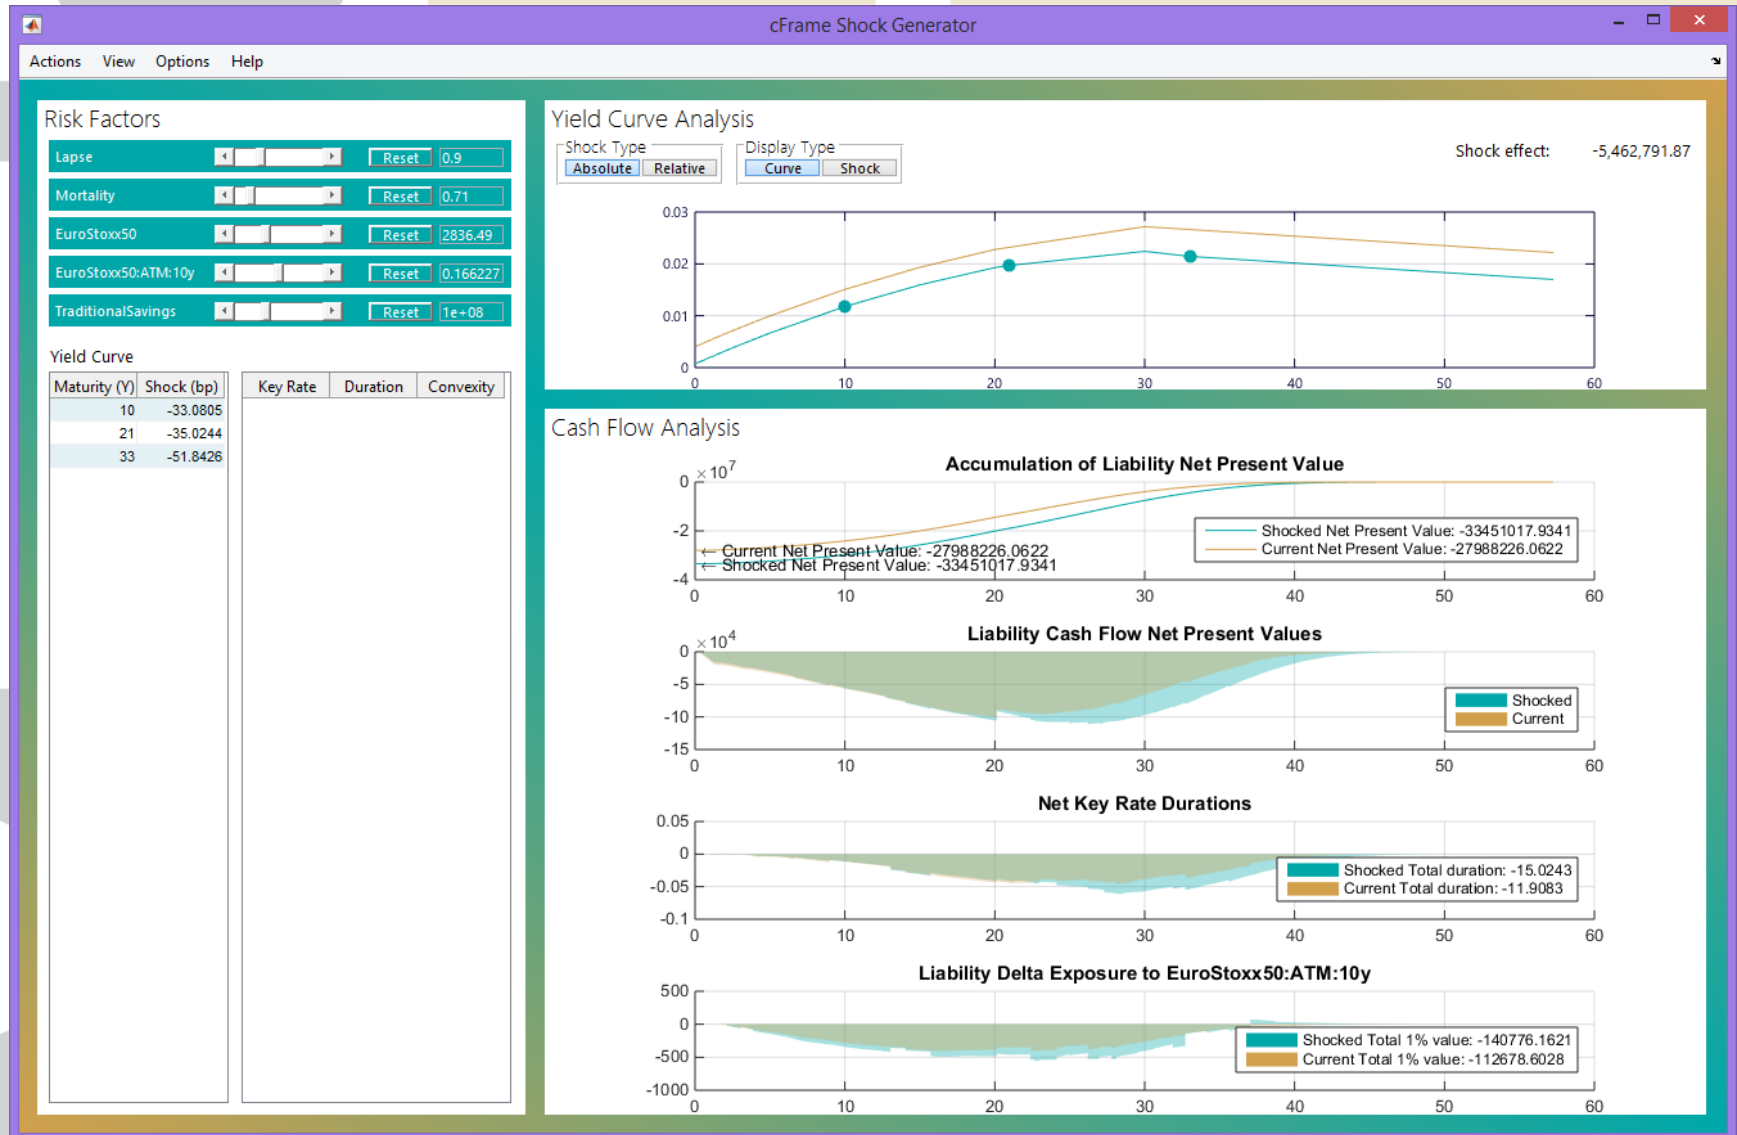 cFrame Shock Generator
Actions View Options Help
Risk Factors
Lapse Reset 0.9
Mortality Reset 0.71
EuroStoxx50 Reset 2836.49
EuroStoxx50:ATM:10y Reset 0.166227
TraditionalSavings Reset 1e+08
Yield Curve
Maturity (Y) Shock (bp)
10 -33.0805
21 -35.0244
33 -51.8426
Key Rate Duration Convexity
Yield Curve Analysis
Shock Type
Absolute Relative
Display Type
Curve Shock
Shock effect: -5,462,791.87
0.03
0.02
0.01
0
0 10 20 30 40 50 60
Cash Flow Analysis
Accumulation of Liability Net Present Value
×10^7
0
-2
-4
← Current Net Present Value: -27988226.0622
← Shocked Net Present Value: -33451017.9341
Shocked Net Present Value: -33451017.9341
Current Net Present Value: -27988226.0622
0 10 20 30 40 50 60
Liability Cash Flow Net Present Values
×10^4
0
-5
-10
-15
Shocked
Current
0 10 20 30 40 50 60
Net Key Rate Durations
0.05
0
-0.05
-0.1
Shocked Total duration: -15.0243
Current Total duration: -11.9083
0 10 20 30 40 50 60
Liability Delta Exposure to EuroStoxx50:ATM:10y
500
0
-500
-1000
Shocked Total 1% value: -140776.1621
Current Total 1% value: -112678.6028
0 10 20 30 40 50 60